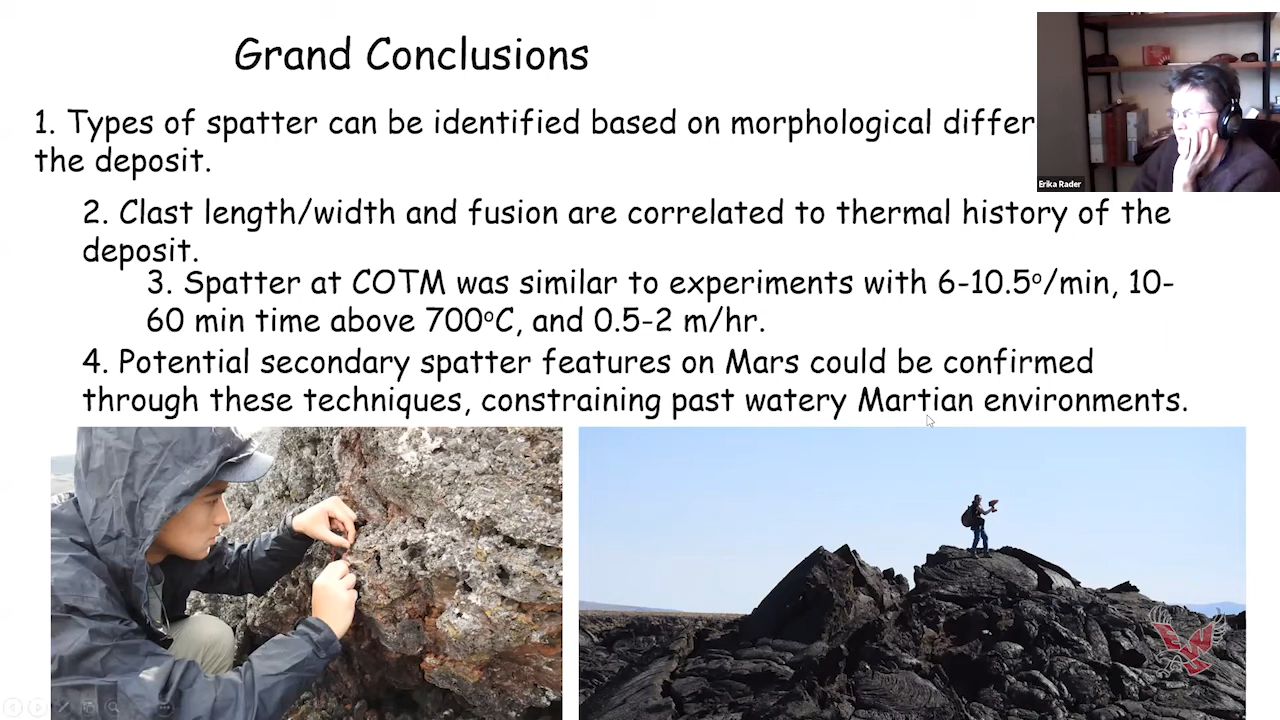 Grand Conclusions
1. Types of spatter can be identified based on morphological
the deposit.
Erika Rader
2. Clast length/width and fusion are correlated to thermal history of the
deposit.
3. Spatter at COTM was similar to experiments with 6-10.5º/min, 10-
60 min time above 700ºC, and 0.5-2 m/hr.
4. Potential secondary spatter features on Mars could be confirmed
through these techniques, constraining past watery Martian environments.
EWU